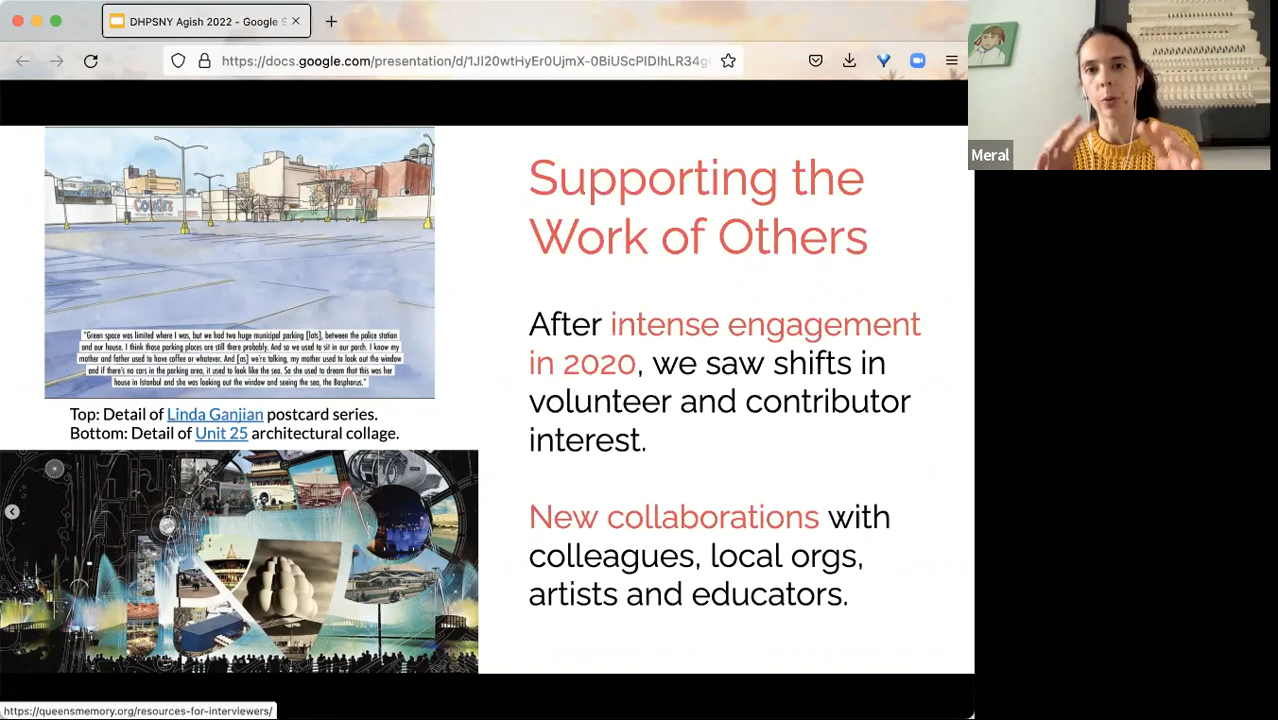 DHPSNY Agish 2022 - Google S
https://docs.google.com/presentation/d/1JI20wtHyEr0UjmX-0BiUScPIDIhLR34g
Meral
Supporting the
Work of Others
Cookie's
"Green space was limited where I was, but we had two huge municipal parking [lots], between the police station
and our house. I think those parking places are still there probably. And so we used to sit in our porch. I know my
mother and father used to have coffee or whatever. And [as] we're talking, my mother used to look out the window
and if there's no cars in the parking area, it used to look like the sea. So she used to dream that this was her
house in Istanbul and she was looking out the window and seeing the sea, the Bosphorus."
Top: Detail of Linda Ganjian postcard series.
Bottom: Detail of Unit 25 architectural collage.
After intense engagement
in 2020, we saw shifts in
volunteer and contributor
interest.
New collaborations with
colleagues, local orgs,
artists and educators.
https://queensmemory.org/resources-for-interviewers/